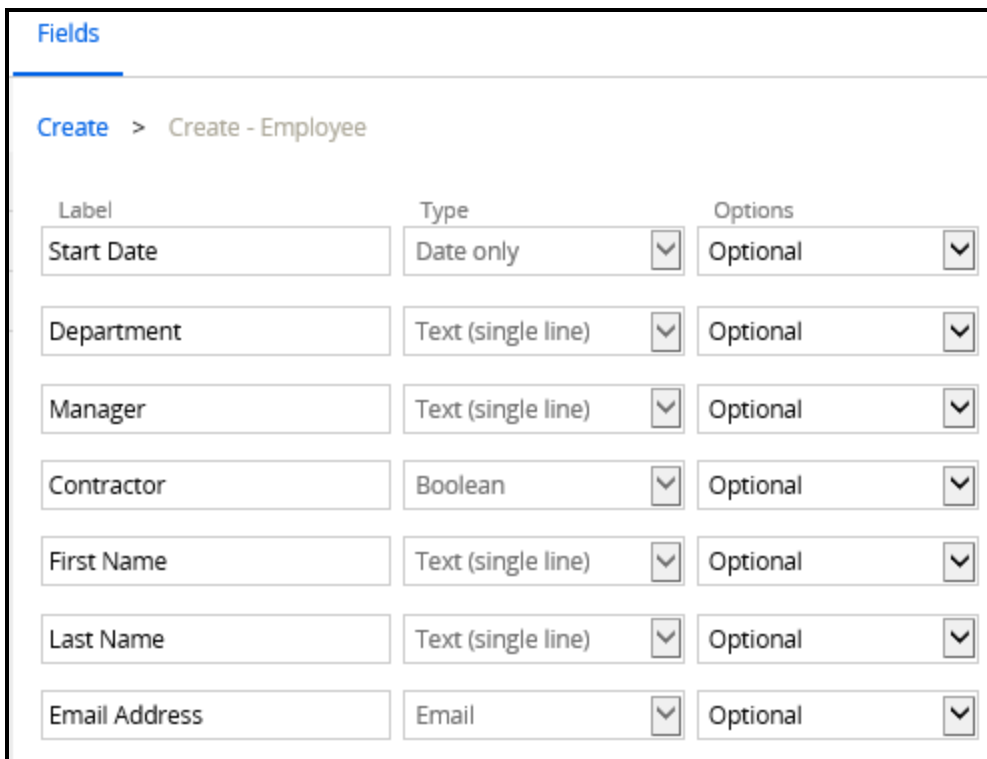 Fields
Create > Create - Employee
Label Type Options
Start Date Date only Optional
Department Text (single line) Optional
Manager Text (single line) Optional
Contractor Boolean Optional
First Name Text (single line) Optional
Last Name Text (single line) Optional
Email Address Email Optional